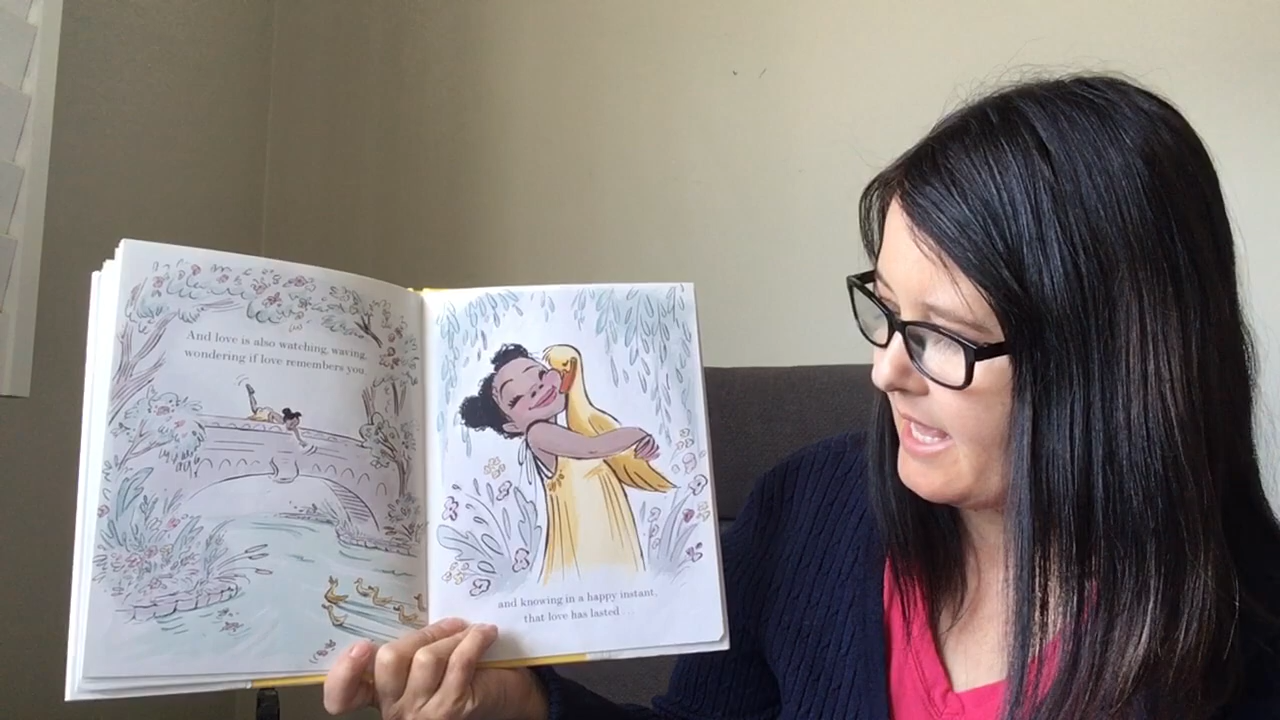 And love is also watching, waving,
wondering if love remembers you,
and knowing in a happy instant,
that love has lasted . . .